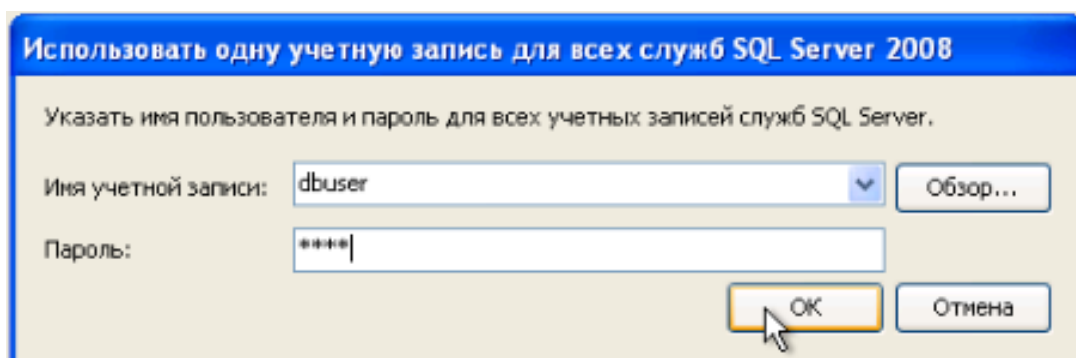 Использовать одну учетную запись для всех служб SQL Server 2008
Указать имя пользователя и пароль для всех учетных записей служб SQL Server.
Имя учетной записи: dbuser Обзор...
Пароль: ****
ОК Отмена